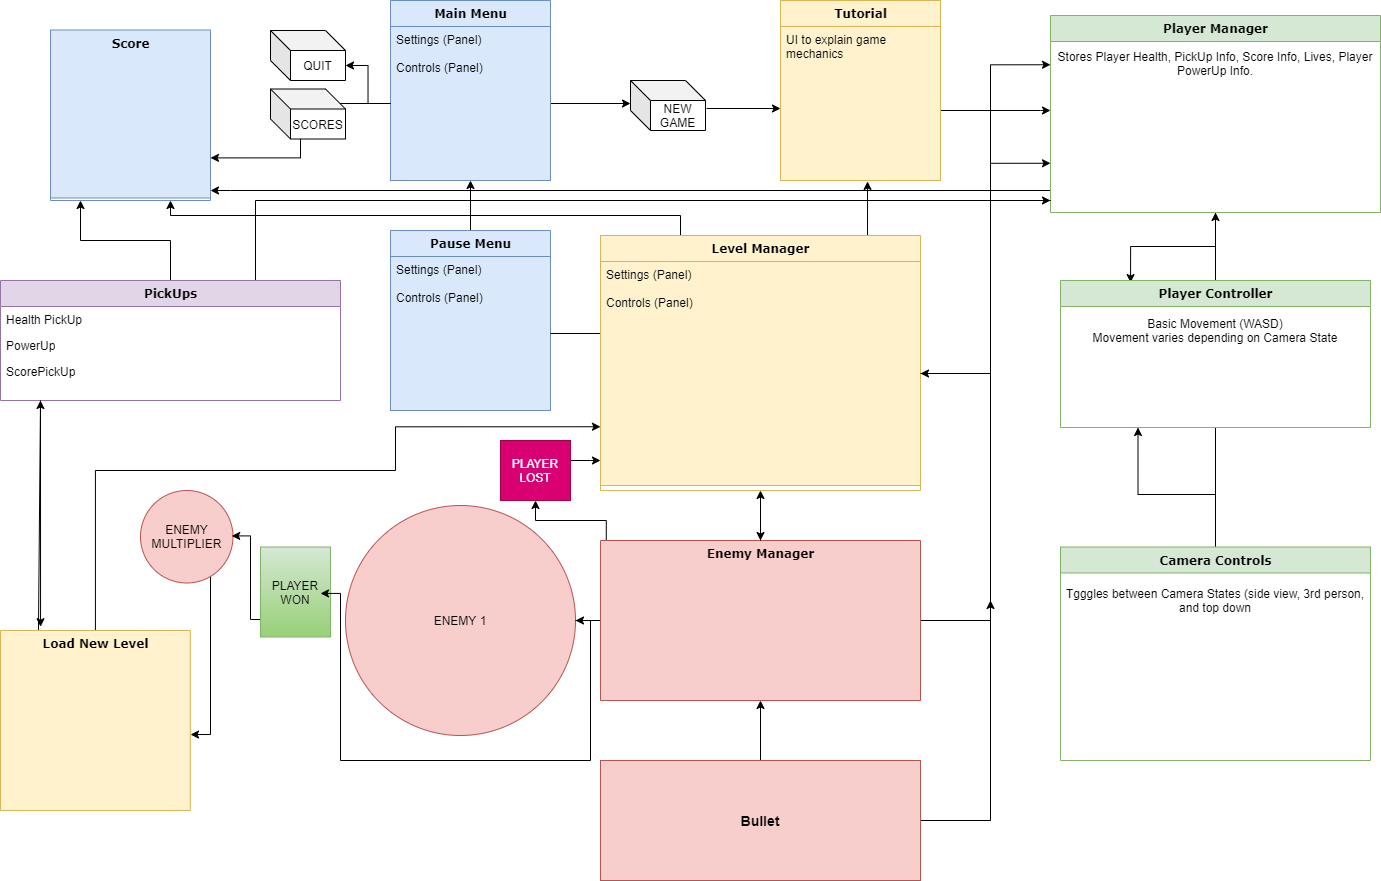 Score
QUIT
SCORES
Main Menu
Settings (Panel)
Controls (Panel)
NEW
GAME
Tutorial
UI to explain game
mechanics
Player Manager
Stores Player Health, PickUp Info, Score Info, Lives, Player
PowerUp Info.
PickUps
Health PickUp
PowerUp
ScorePickUp
Pause Menu
Settings (Panel)
Controls (Panel)
Level Manager
Settings (Panel)
Controls (Panel)
Player Controller
Basic Movement (WASD)
Movement varies depending on Camera State
PLAYER
LOST
ENEMY
MULTIPLIER
PLAYER
WON
ENEMY 1
Enemy Manager
Camera Controls
Tgggles between Camera States (side view, 3rd person,
and top down
Load New Level
Bullet